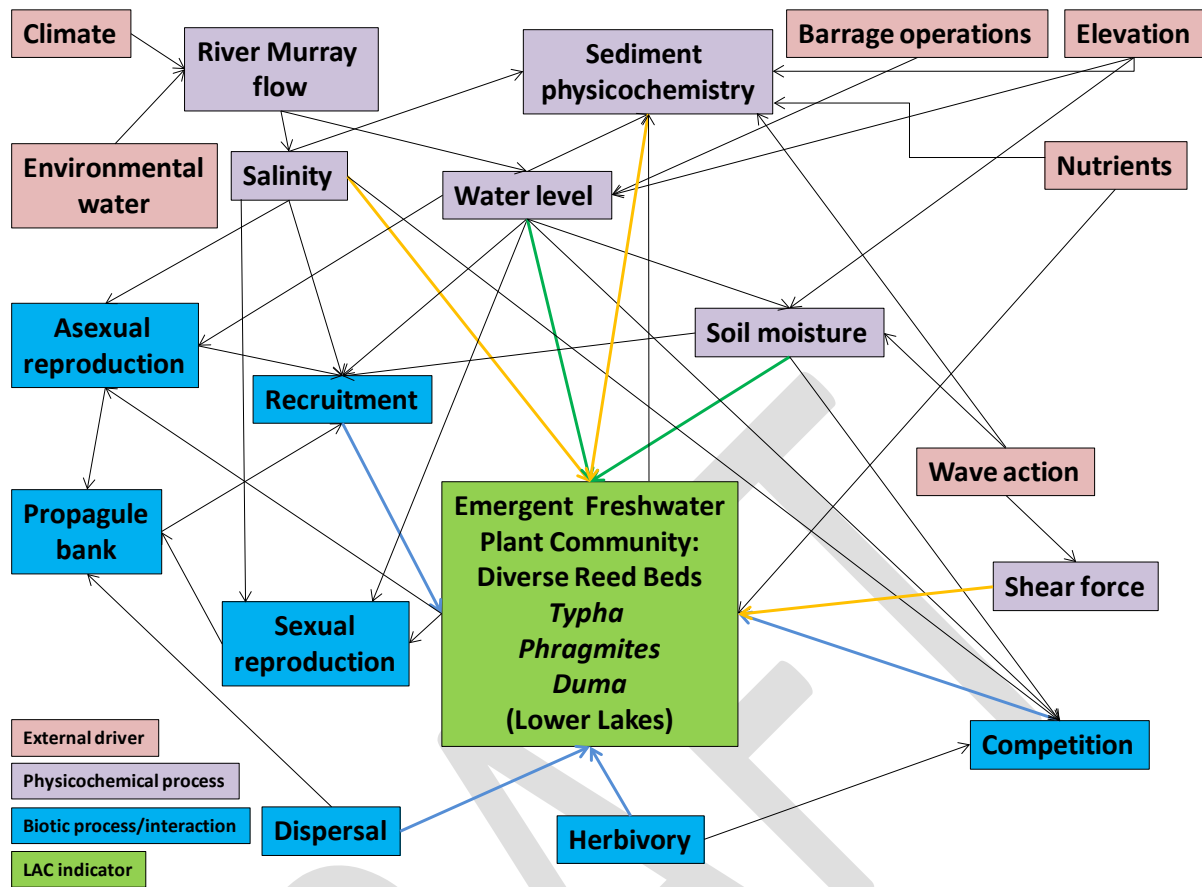 Climate
River Murray
flow
Sediment
physicochemistry
Barrage operations
Elevation
Environmental
water
Salinity
Water level
Nutrients
Asexual
reproduction
Recruitment
Soil moisture
Propagule
bank
Sexual
reproduction
Emergent Freshwater
Plant Community:
Diverse Reed Beds
Typha
Phragmites
Duma
(Lower Lakes)
Wave action
Shear force
Competition
External driver
Physicochemical process
Biotic process/interaction
LAC indicator
Dispersal
Herbivory
DRAFT